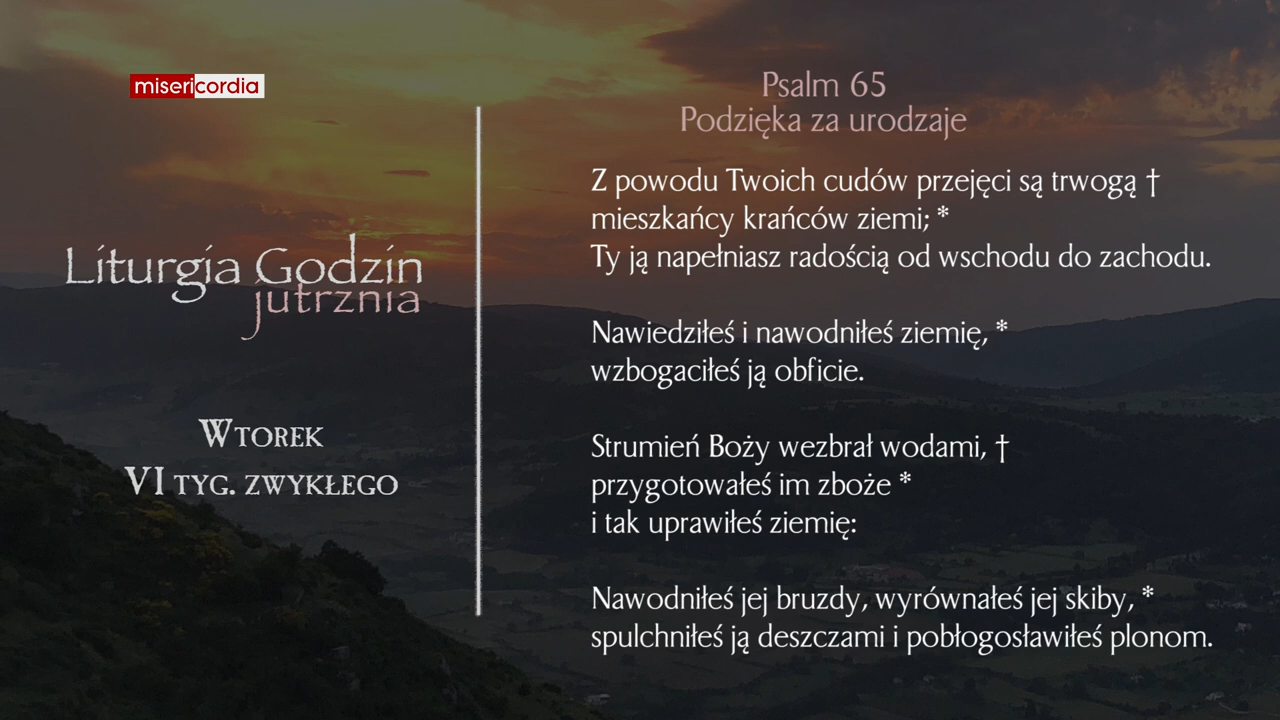 misericordia
Liturgia Godzin
jutrznia
Wtorek
VI tyg. zwykłego
Psalm 65
Podzięka za urodzaje
Z powodu Twoich cudów przejęci są trwogą †
mieszkańcy krańców ziemi; *
Ty ją napełniasz radością od wschodu do zachodu.
Nawiedziłeś i nawodniłeś ziemię, *
wzbogaciłeś ją obficie.
Strumień Boży wezbrał wodami, †
przygotowałeś im zboże *
i tak uprawiłeś ziemię:
Nawodniłeś jej bruzdy, wyrównałeś jej skiby, *
spulchniłeś ją deszczami i pobłogosławiłeś plonom.